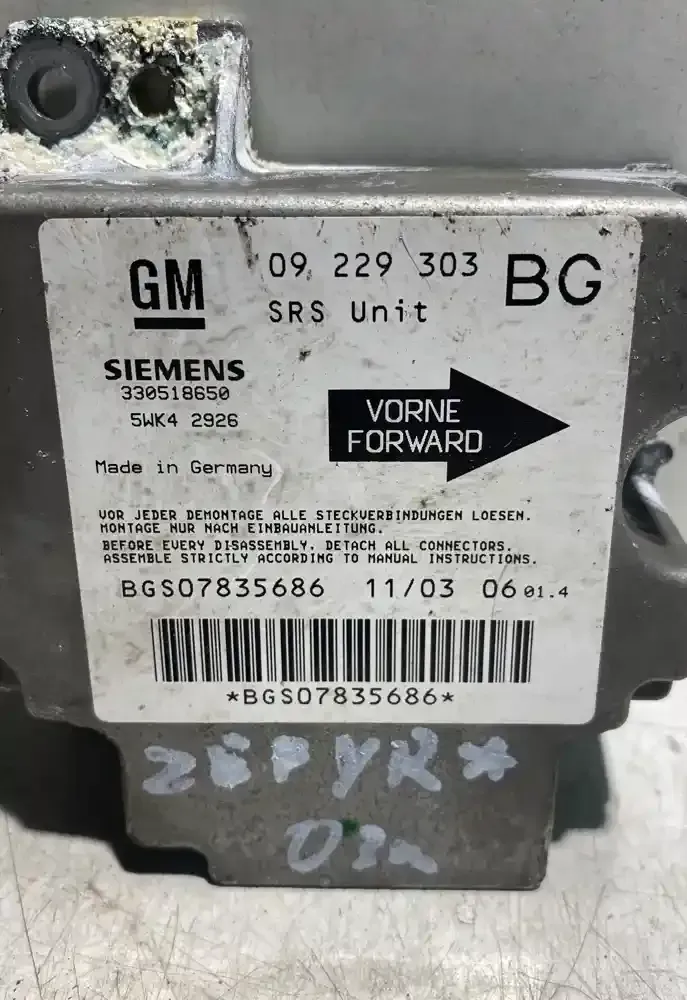 GM 09 229 303 BG
SRS Unit
SIEMENS
330518650
5WK4 2926
VORNE
FORWARD
Made in Germany
VOR JEDER DEMONTAGE ALLE STECKVERBINDUNGEN LOESEN.
MONTAGE NUR NACH EINBAUANLEITUNG.
BEFORE EVERY DISASSEMBLY, DETACH ALL CONNECTORS.
ASSEMBLE STRICTLY ACCORDING TO MANUAL INSTRUCTIONS.
BGS07835686 11/03 06 01.4
*BGS07835686*